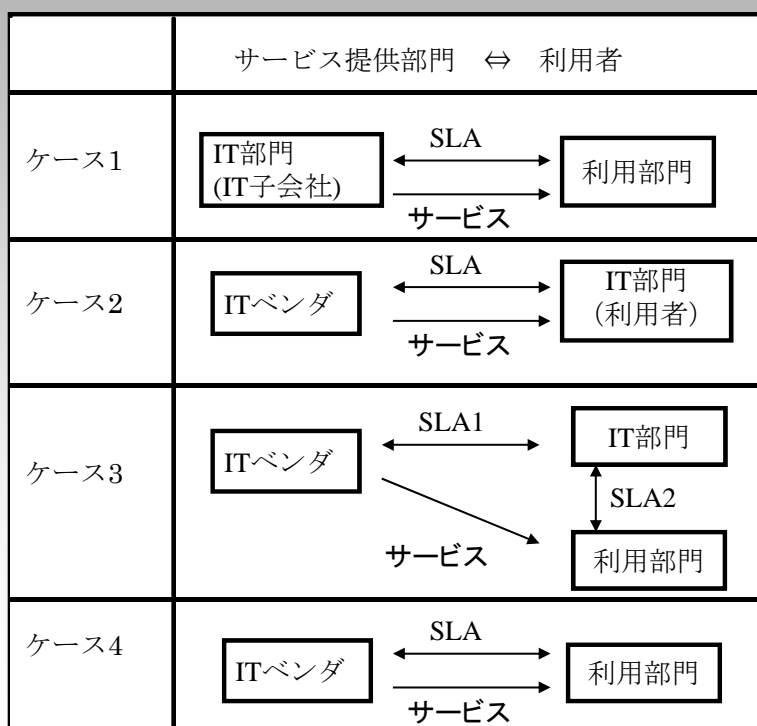 サービス提供部門 ⇔ 利用者
ケース1
IT部門
(IT子会社)
SLA
サービス
利用部門
ケース2
ITベンダ
SLA
サービス
IT部門
(利用者)
ケース3
ITベンダ
SLA1
IT部門
SLA2
サービス
利用部門
ケース4
ITベンダ
SLA
サービス
利用部門